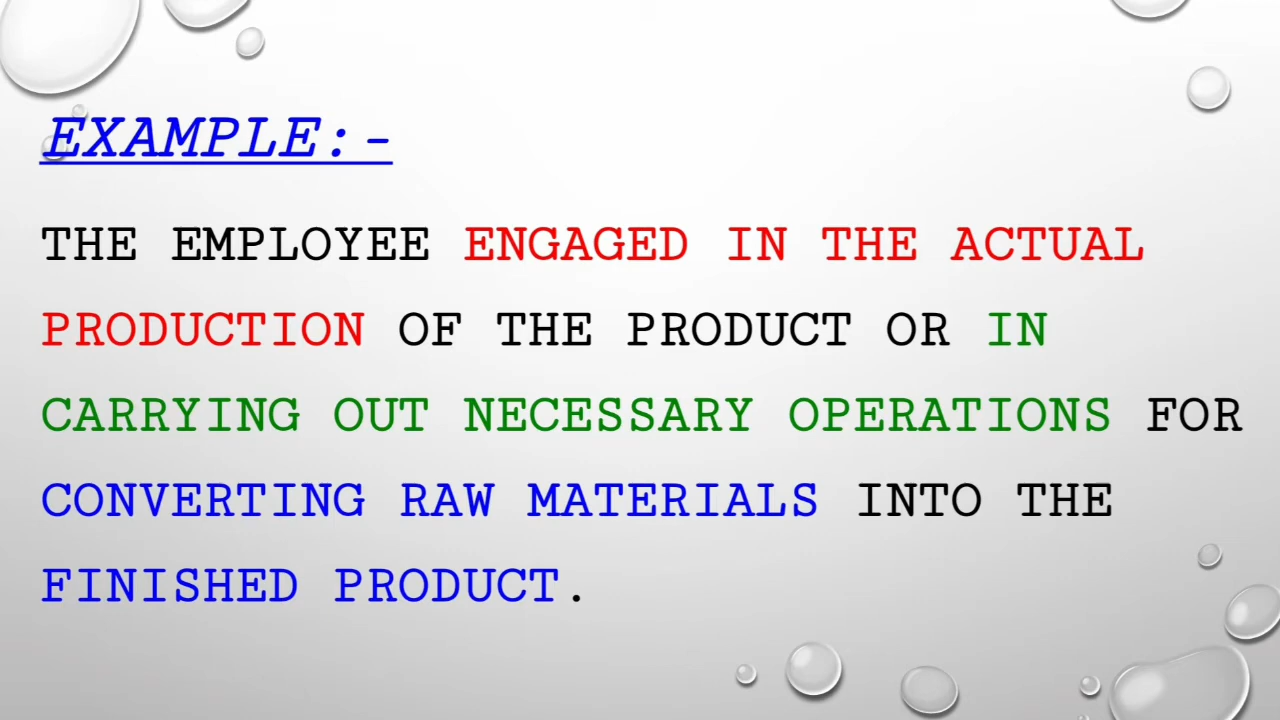 EXAMPLE:-
THE EMPLOYEE ENGAGED IN THE ACTUAL
PRODUCTION OF THE PRODUCT OR IN
CARRYING OUT NECESSARY OPERATIONS FOR
CONVERTING RAW MATERIALS INTO THE
FINISHED PRODUCT.